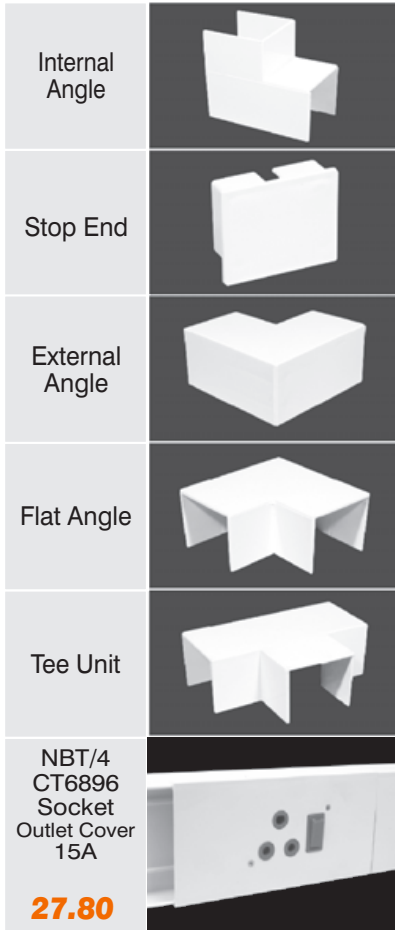 Internal
Angle
Stop End
External
Angle
Flat Angle
Tee Unit
NBT/4
CT6896
Socket
Outlet Cover
15A
27.80